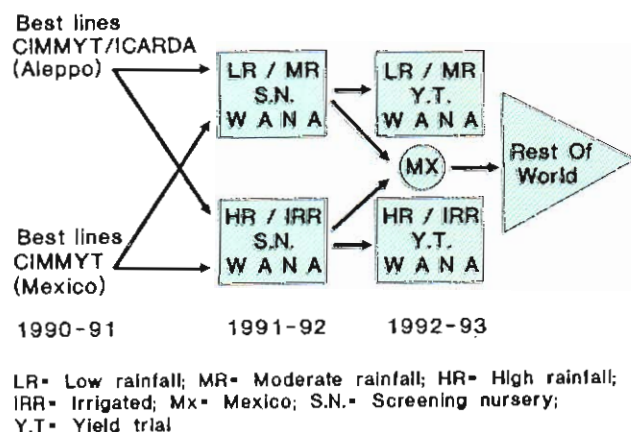 Best lines
CIMMYT/ICARDA
(Aleppo)
LR / MR
S.N.
W A N A
LR / MR
Y.T.
W A N A
MX
Rest Of
World
Best lines
CIMMYT
(Mexico)
HR / IRR
S.N.
W A N A
HR / IRR
Y.T.
W A N A
1990-91 1991-92 1992-93
LR= Low rainfall; MR= Moderate rainfall; HR= High rainfall;
IRR= Irrigated; Mx= Mexico; S.N.= Screening nursery;
Y.T= Yield trial